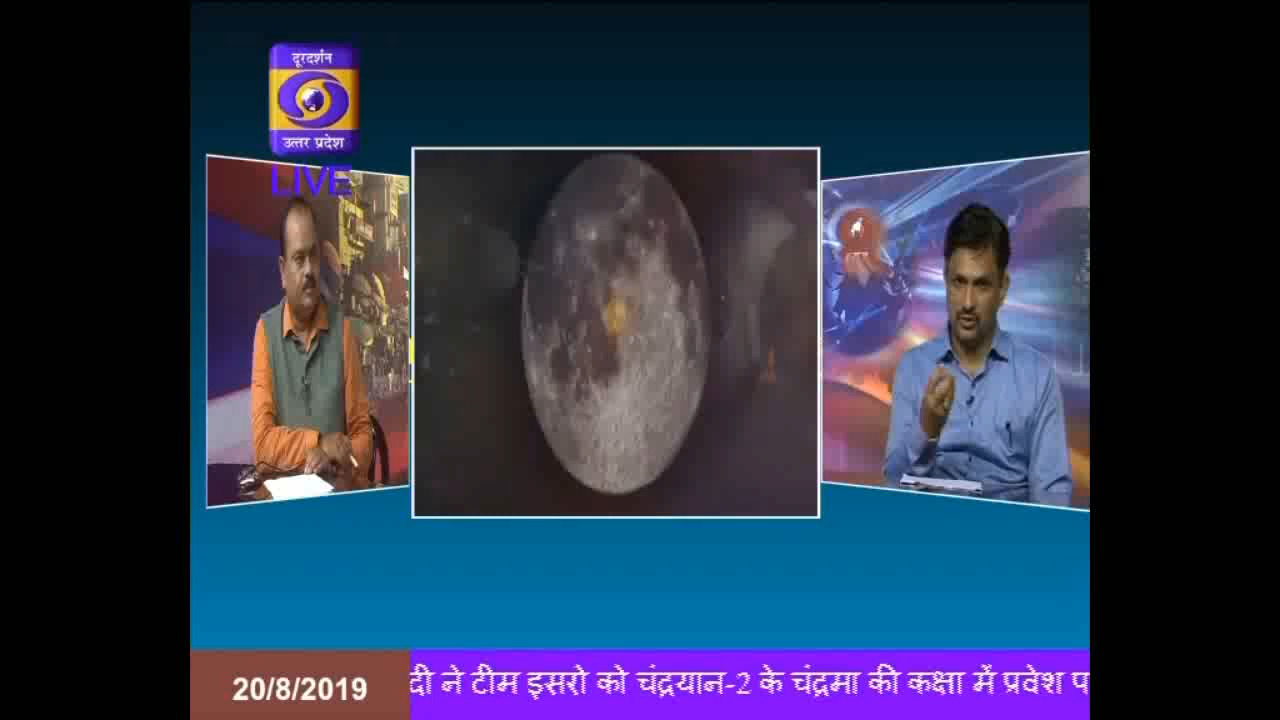 दूरदर्शन
उत्तर प्रदेश
LIVE
20/8/2019
दी ने टीम इसरो को चंद्रयान-2 के चंद्रमा की कक्षा में प्रवेश प